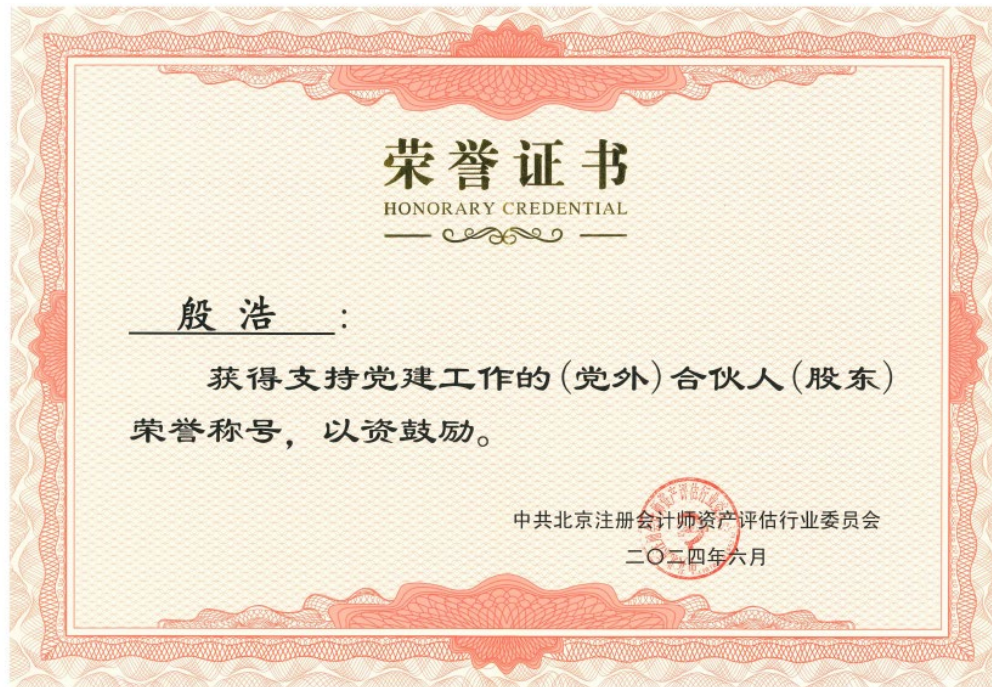 荣誉证书
HONORARY CREDENTIAL
殷浩:
获得支持党建工作的(党外)合伙人(股东)
荣誉称号，以资鼓励。
中共北京注册会计师资产评估行业委员会
二〇二四年六月